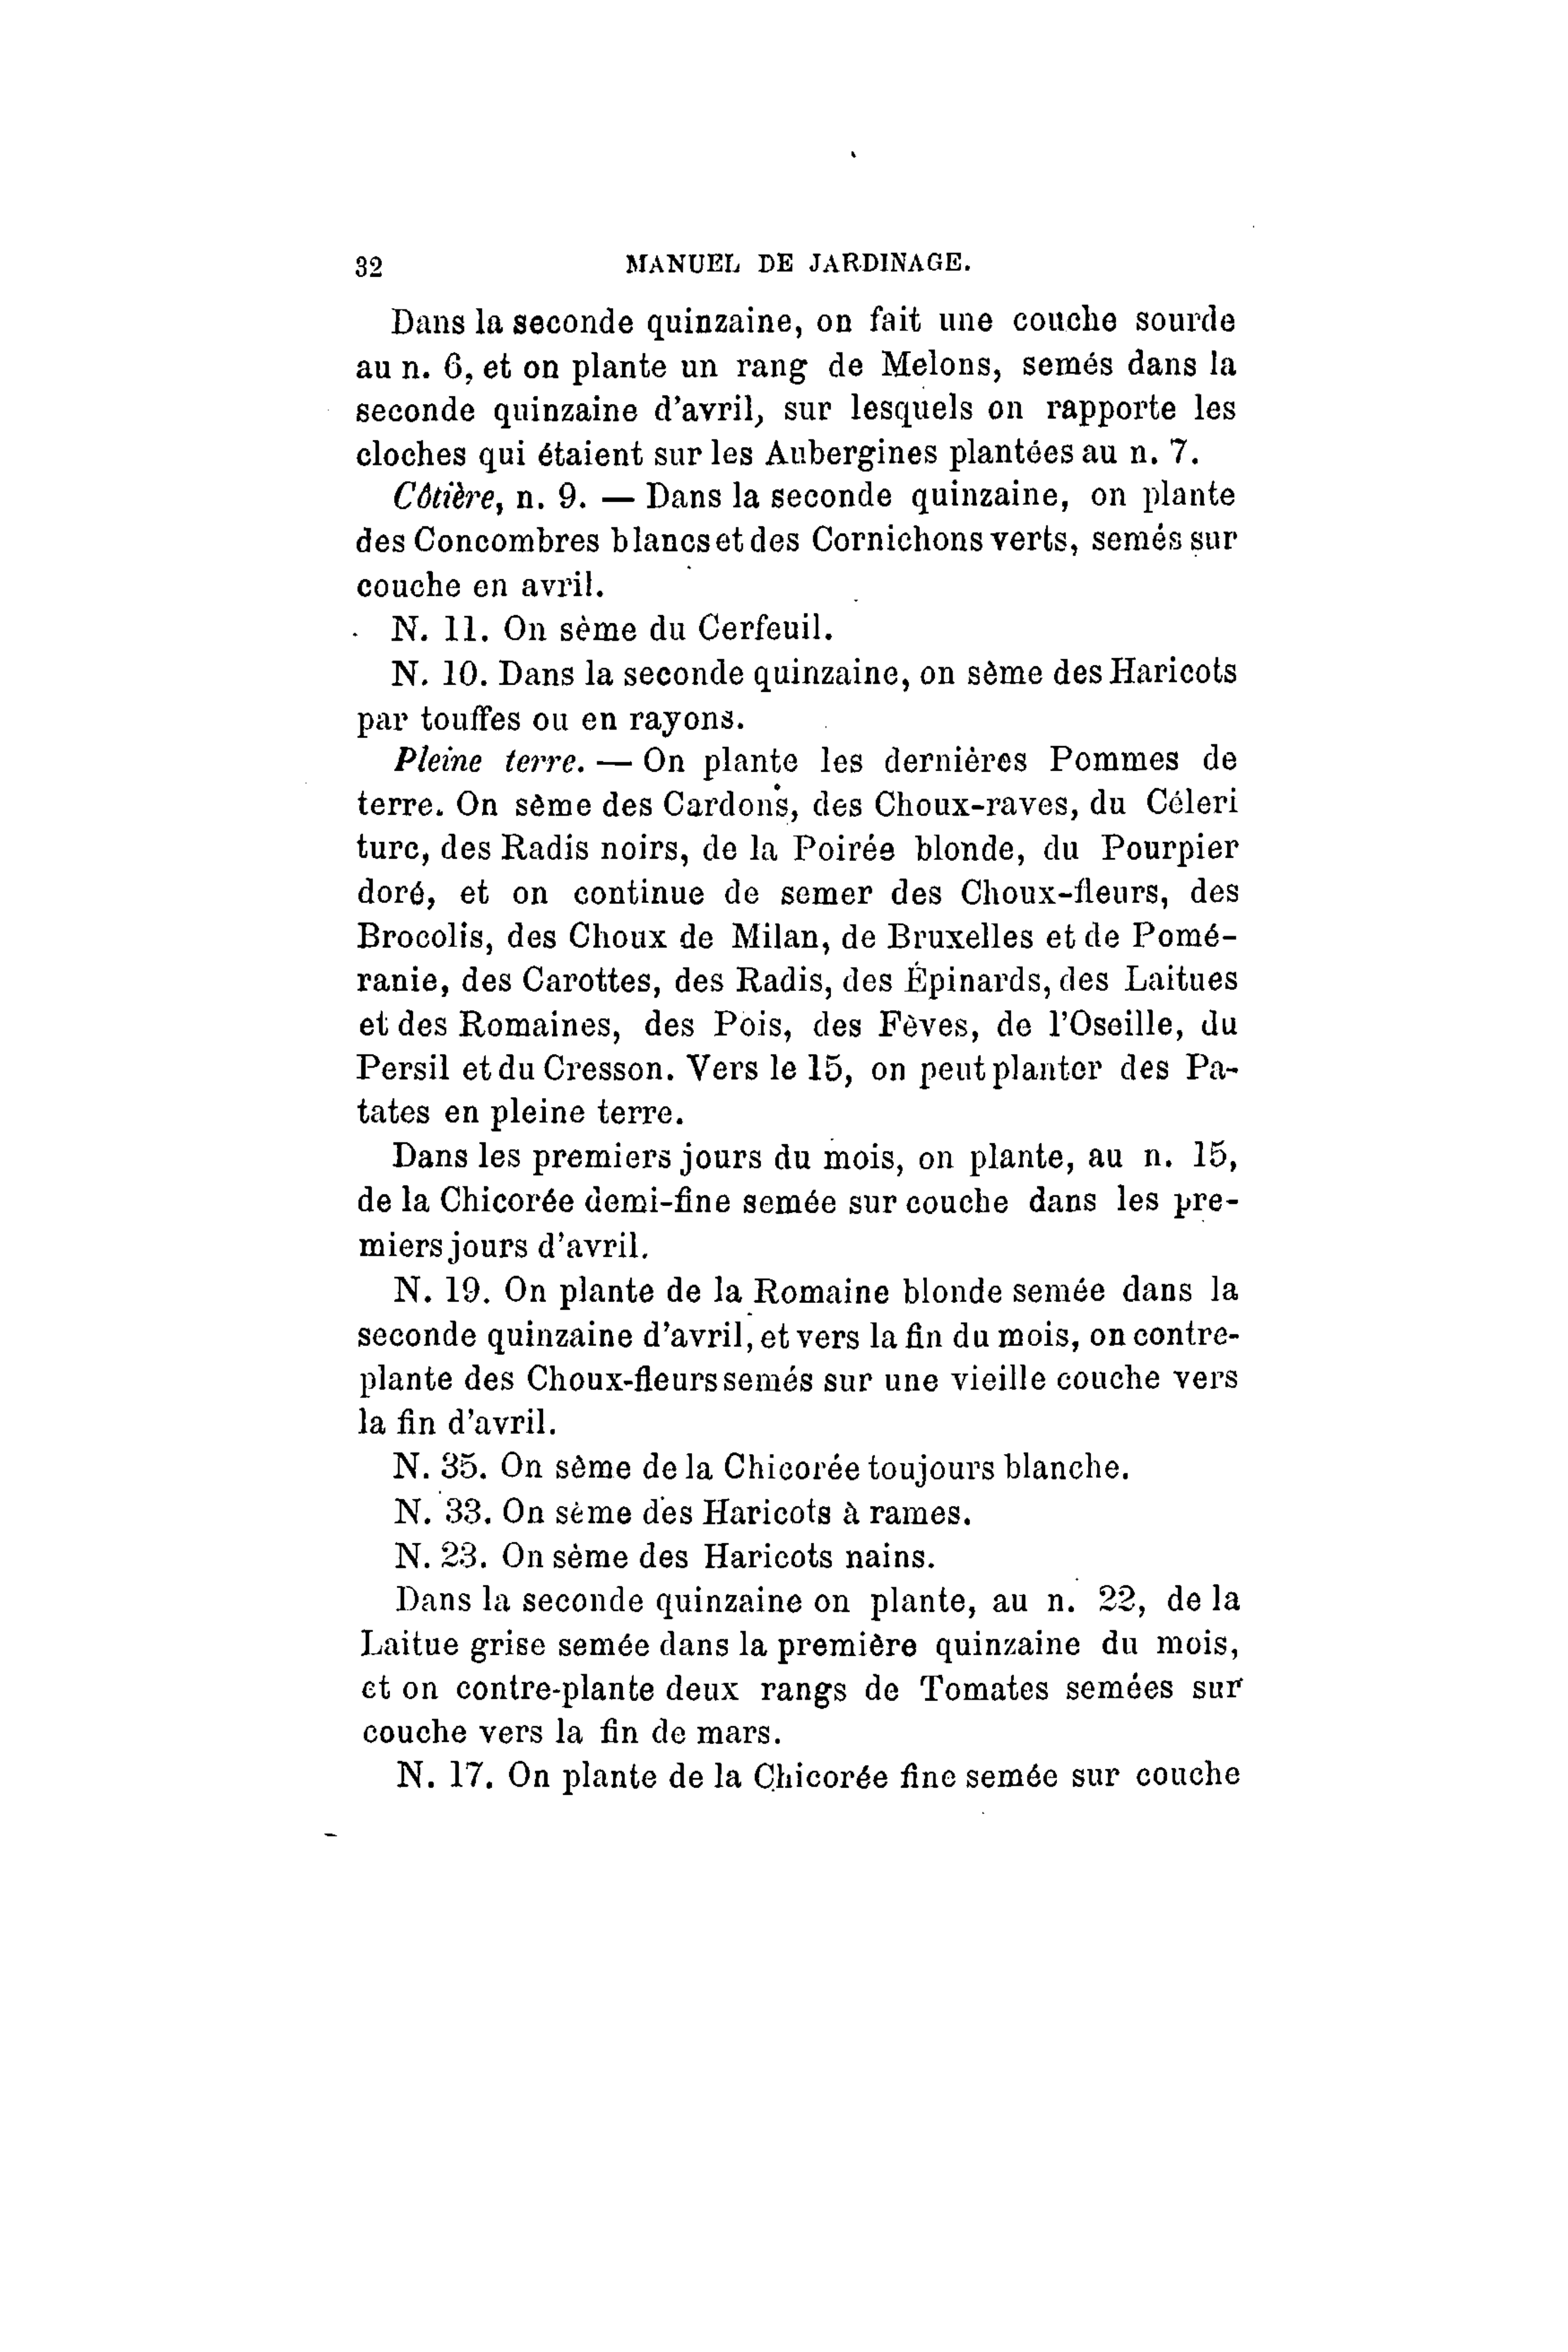 32 MANUEL DE JARDINAGE.
Dans la seconde quinzaine, on fait une couche sourde
au n. 6, et on plante un rang de Melons, semés dans la
seconde quinzaine d'avril, sur lesquels on rapporte les
cloches qui étaient sur les Aubergines plantées au n. 7.
Côtière, n. 9. — Dans la seconde quinzaine, on plante
des Concombres blancs et des Cornichons verts, semés sur
couche en avril.
N. 11. On sème du Cerfeuil.
N. 10. Dans la seconde quinzaine, on sème des Haricots
par touffes ou en rayons.
Pleine terre. — On plante les dernières Pommes de
terre. On sème des Cardons, des Choux-raves, du Céleri
turc, des Radis noirs, de la Poirée blonde, du Pourpier
doré, et on continue de semer des Choux-fleurs, des
Brocolis, des Choux de Milan, de Bruxelles et de Pomé-
ranie, des Carottes, des Radis, des Épinards, des Laitues
et des Romaines, des Pois, des Fèves, de l'Oseille, du
Persil et du Cresson. Vers le 15, on peut planter des Pa-
tates en pleine terre.
Dans les premiers jours du mois, on plante, au n. 15,
de la Chicorée demi-fine semée sur couche dans les pre-
miers jours d'avril.
N. 19. On plante de la Romaine blonde semée dans la
seconde quinzaine d'avril, et vers la fin du mois, on contre-
plante des Choux-fleurs semés sur une vieille couche vers
la fin d'avril.
N. 35. On sème de la Chicorée toujours blanche.
N. 33. On sème des Haricots à rames.
N. 23. On sème des Haricots nains.
Dans la seconde quinzaine on plante, au n. 22, de la
Laitue grise semée dans la première quinzaine du mois,
et on contre-plante deux rangs de Tomates semées sur
couche vers la fin de mars.
N. 17. On plante de la Chicorée fine semée sur couche